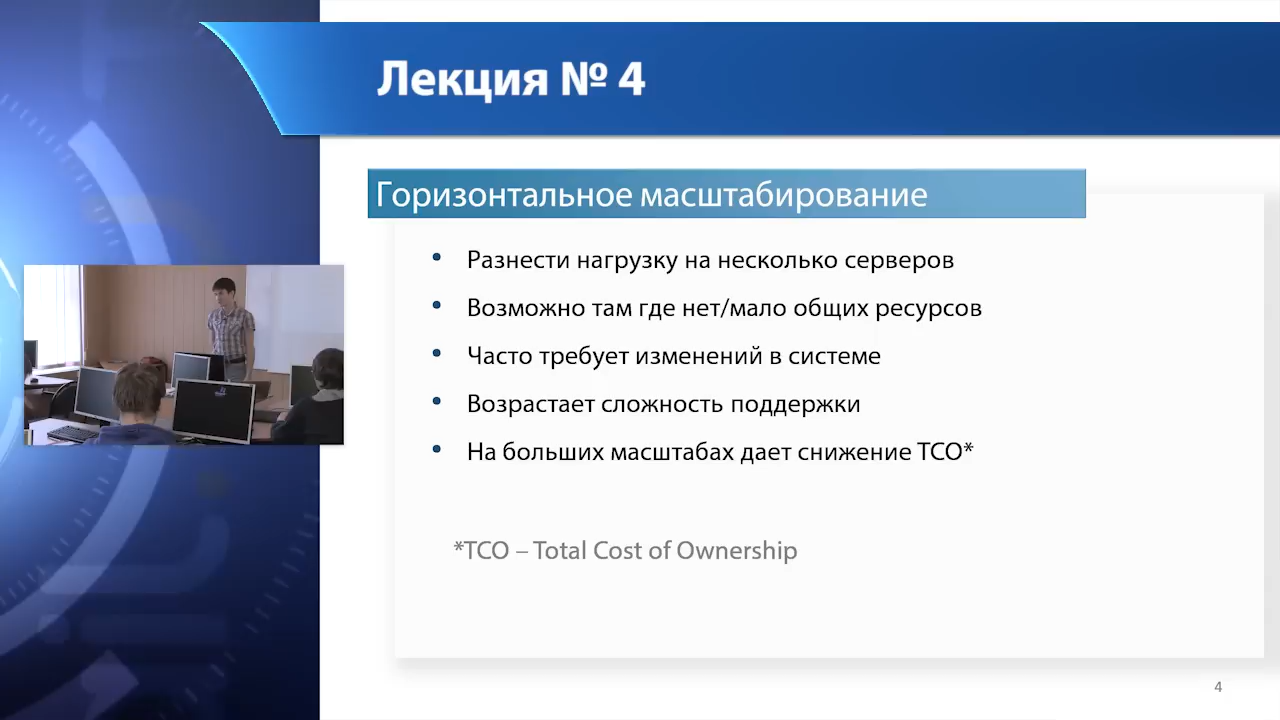 Лекция № 4
Горизонтальное масштабирование
• Разнести нагрузку на несколько серверов
• Возможно там где нет/мало общих ресурсов
• Часто требует изменений в системе
• Возрастает сложность поддержки
• На больших масштабах дает снижение TCO*
*TCO – Total Cost of Ownership
4